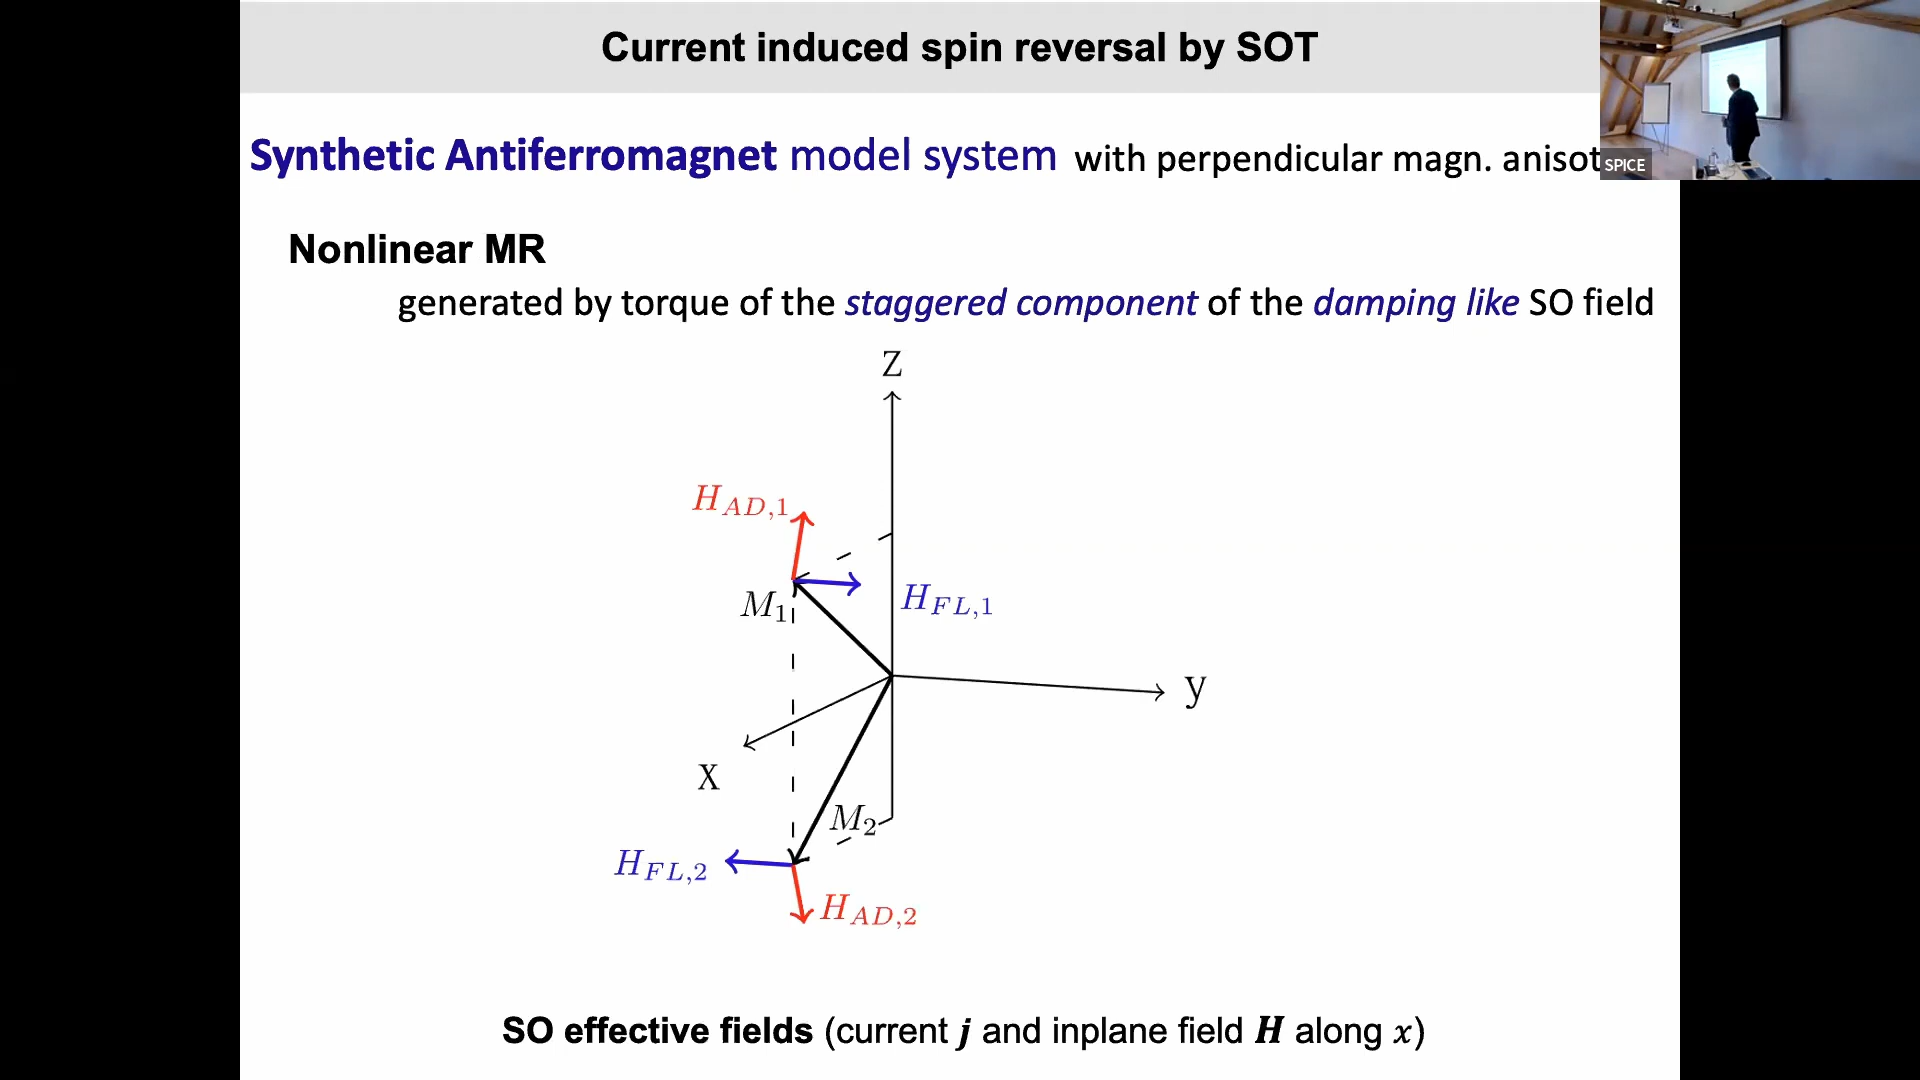 Current induced spin reversal by SOT
Synthetic Antiferromagnet model system with perpendicular magn. anisot
SPICE
Nonlinear MR
generated by torque of the staggered component of the damping like SO field
Z
H_{AD,1}
H_{FL,1}
M_1
y
X
M_2
H_{FL,2}
H_{AD,2}
SO effective fields (current j and inplane field H along x)